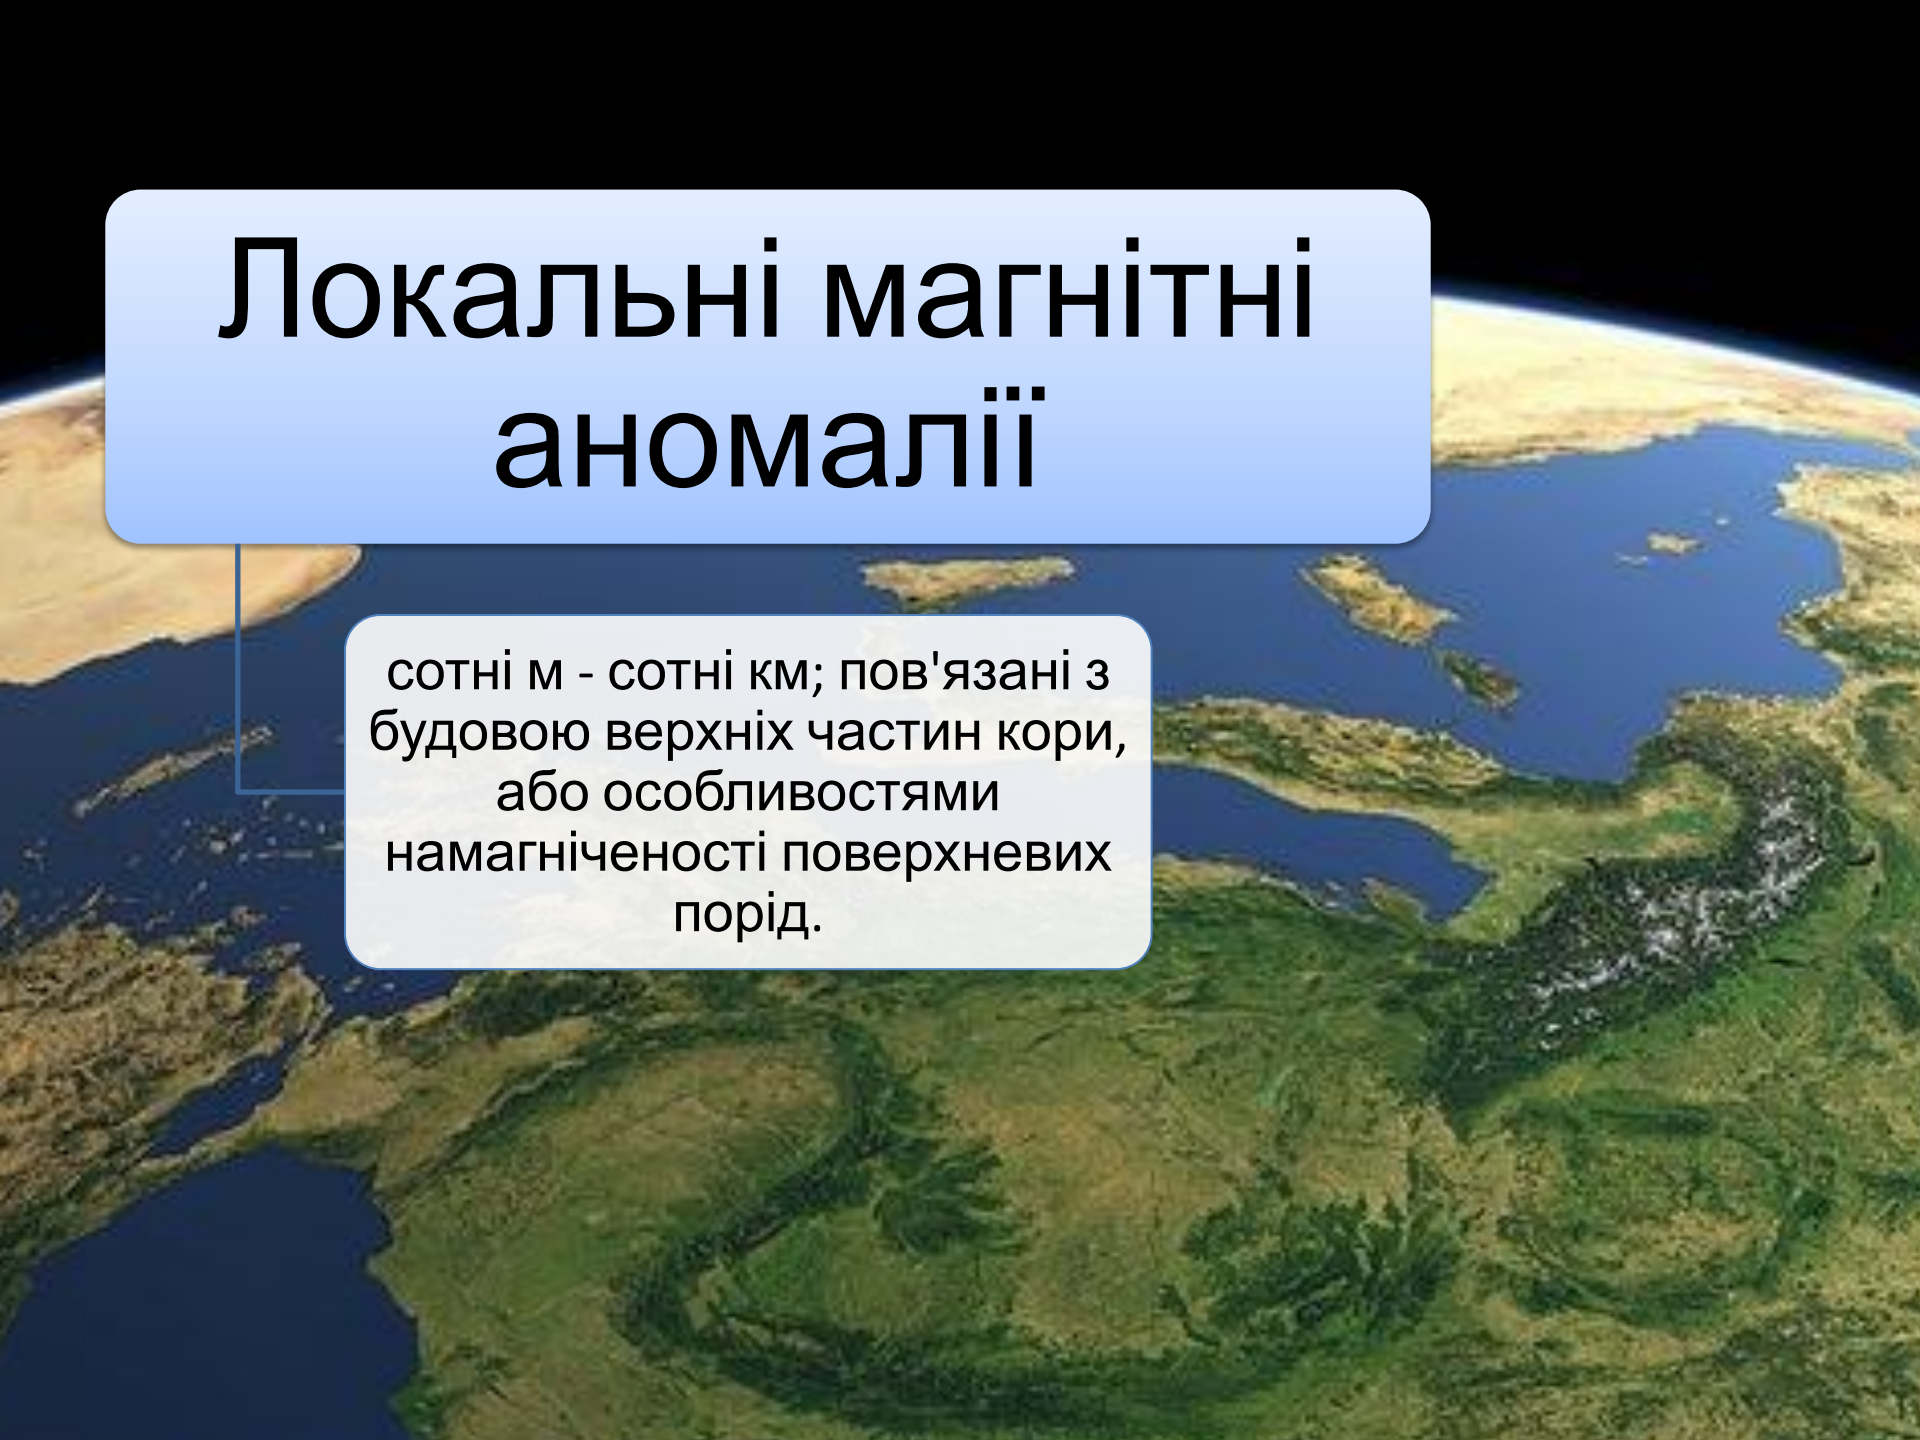 Локальні магнітні
аномалії
сотні м - сотні км; пов'язані з
будовою верхніх частин кори,
або особливостями
намагніченості поверхневих
порід.